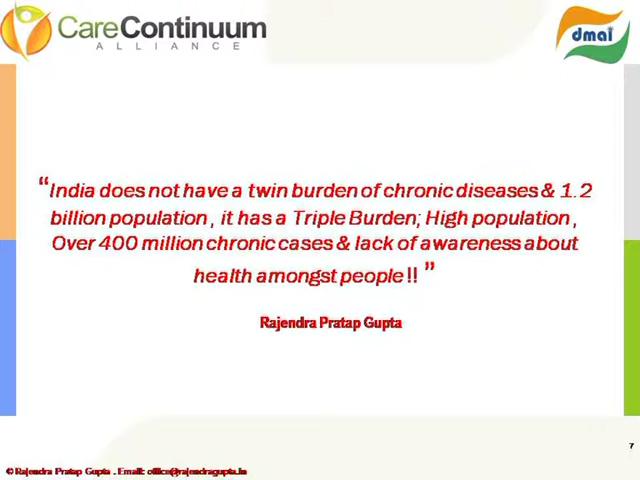 CareContinuum
ALLIANCE
dmai
“India does not have a twin burden of chronic diseases & 1.2
billion population , it has a Triple Burden; High population ,
Over 400 million chronic cases & lack of awareness about
health amongst people !! ”
Rajendra Pratap Gupta
7
© Rajendra Pratap Gupta . Email: office@rajendragupta.in